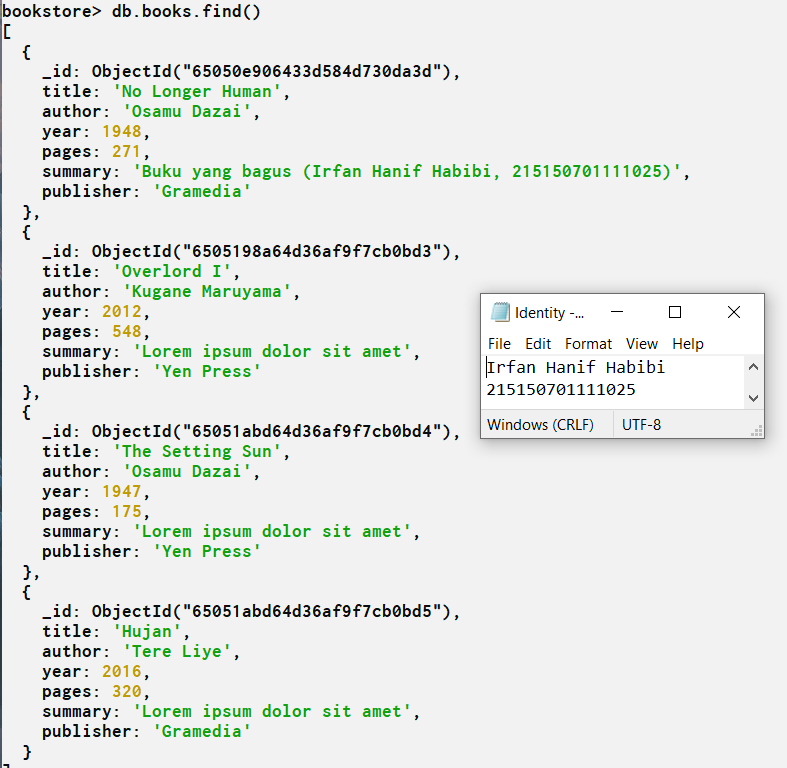 bookstore> db.books.find()
[
  {
    _id: ObjectId("65050e906433d584d730da3d"),
    title: 'No Longer Human',
    author: 'Osamu Dazai',
    year: 1948,
    pages: 271,
    summary: 'Buku yang bagus (Irfan Hanif Habibi, 215150701111025)',
    publisher: 'Gramedia'
  },
  {
    _id: ObjectId("6505198a64d36af9f7cb0bd3"),
    title: 'Overlord I',
    author: 'Kugane Maruyama',
    year: 2012,
    pages: 548,
    summary: 'Lorem ipsum dolor sit amet',
    publisher: 'Yen Press'
  },
  {
    _id: ObjectId("65051abd64d36af9f7cb0bd4"),
    title: 'The Setting Sun',
    author: 'Osamu Dazai',
    year: 1947,
    pages: 175,
    summary: 'Lorem ipsum dolor sit amet',
    publisher: 'Yen Press'
  },
  {
    _id: ObjectId("65051abd64d36af9f7cb0bd5"),
    title: 'Hujan',
    author: 'Tere Liye',
    year: 2016,
    pages: 320,
    summary: 'Lorem ipsum dolor sit amet',
    publisher: 'Gramedia'
  }
]
Identity -...
File Edit Format View Help
Irfan Hanif Habibi
215150701111025
Windows (CRLF) UTF-8